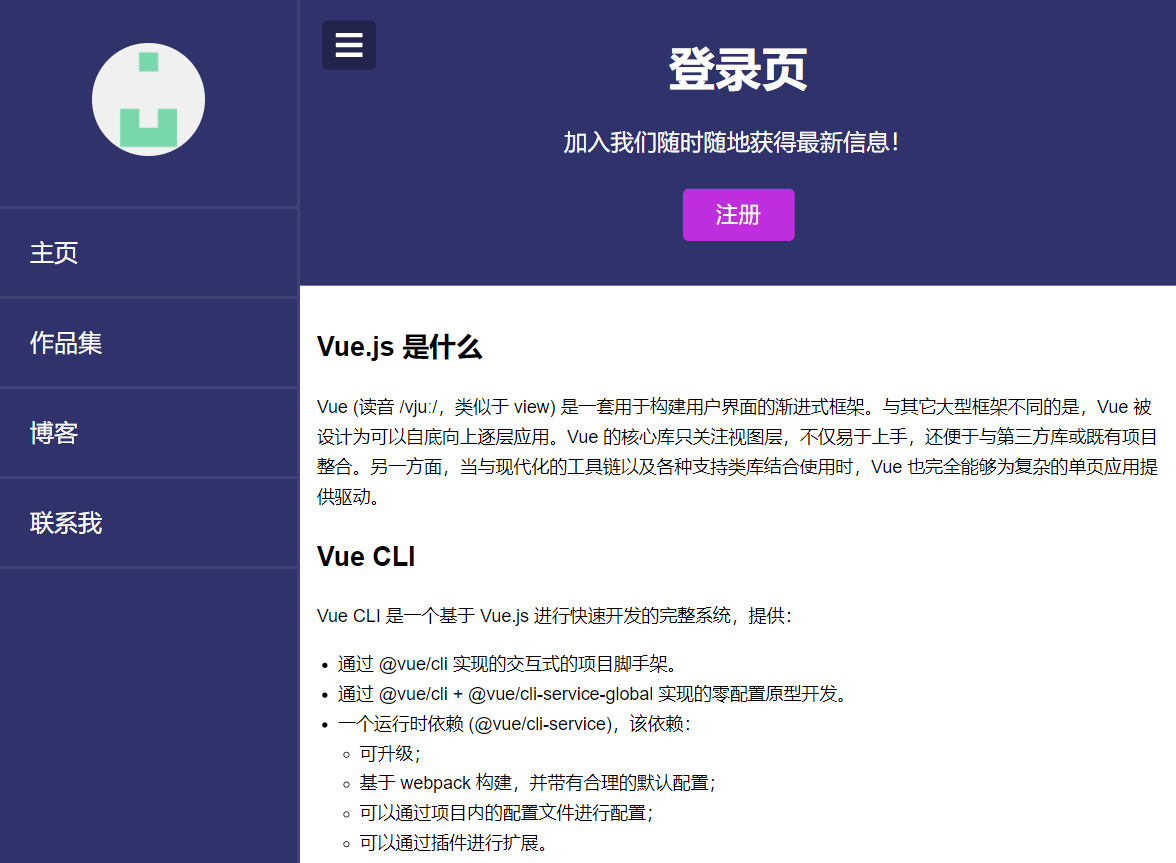 主页
作品集
博客
联系我
登录页
加入我们随时随地获得最新信息！
注册
Vue.js 是什么
Vue (读音 /vjuː/，类似于 view) 是一套用于构建用户界面的渐进式框架。与其它大型框架不同的是，Vue 被
设计为可以自底向上逐层应用。Vue 的核心库只关注视图层，不仅易于上手，还便于与第三方库或既有项目
整合。另一方面，当与现代化的工具链以及各种支持类库结合使用时，Vue 也完全能够为复杂的单页应用提
供驱动。
Vue CLI
Vue CLI 是一个基于 Vue.js 进行快速开发的完整系统，提供：
• 通过 @vue/cli 实现的交互式的项目脚手架。
• 通过 @vue/cli + @vue/cli-service-global 实现的零配置原型开发。
• 一个运行时依赖 (@vue/cli-service)，该依赖：
◦ 可升级；
◦ 基于 webpack 构建，并带有合理的默认配置；
◦ 可以通过项目内的配置文件进行配置；
◦ 可以通过插件进行扩展。